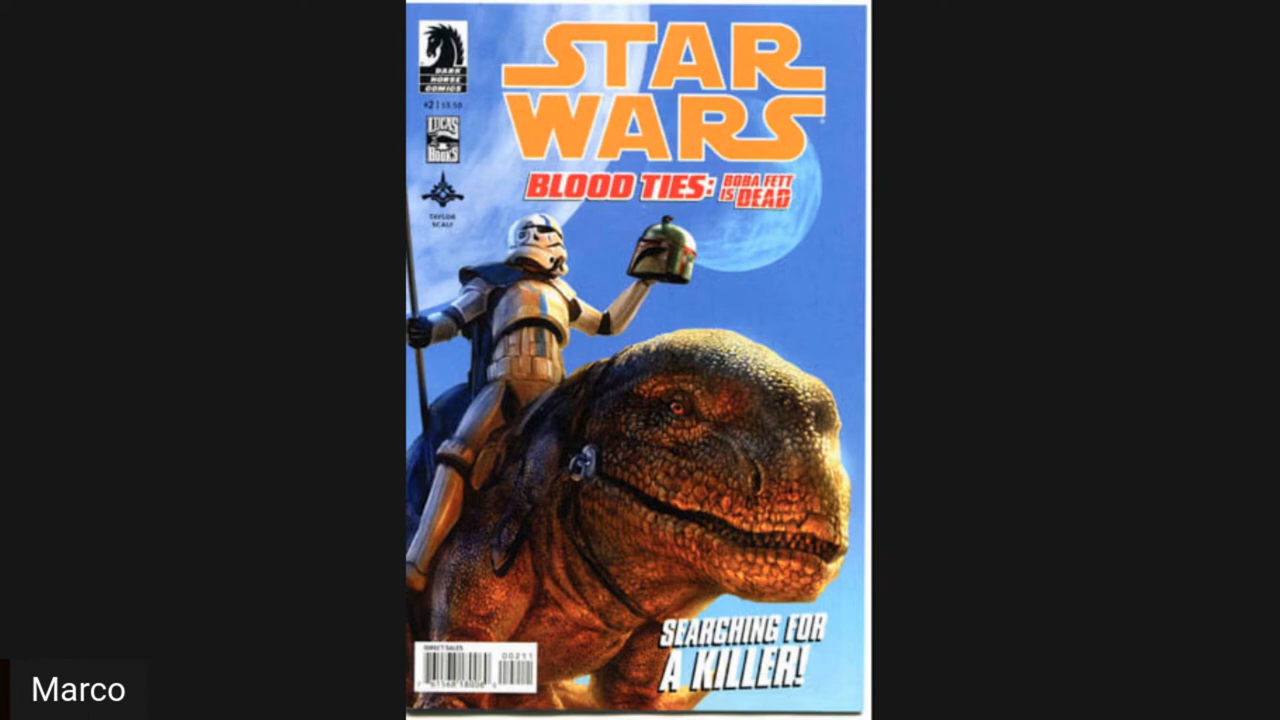 DARK
HORSE
COMICS
#2 | $3.50
LUCAS
BOOKS
TAYLOR
SCALF
STAR
WARS
BLOOD TIES: BOBA FETT
IS DEAD
SEARCHING FOR
A KILLER!
DIRECT SALES
00211
Marco